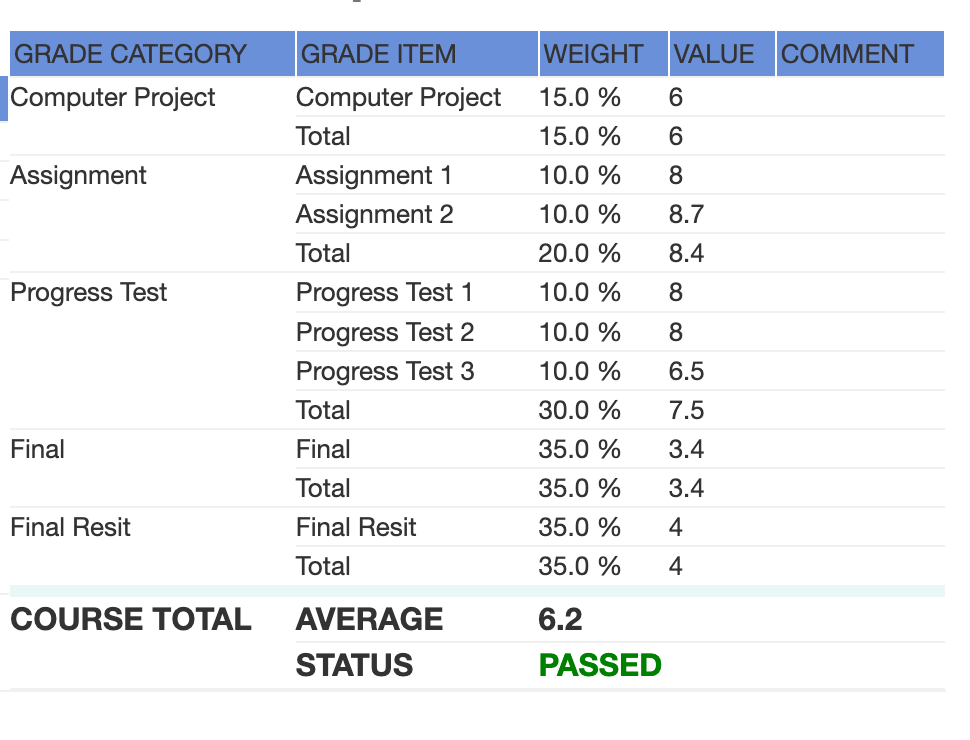 GRADE CATEGORY GRADE ITEM WEIGHT VALUE COMMENT
Computer Project Computer Project 15.0 % 6
Total 15.0 % 6
Assignment Assignment 1 10.0 % 8
Assignment 2 10.0 % 8.7
Total 20.0 % 8.4
Progress Test Progress Test 1 10.0 % 8
Progress Test 2 10.0 % 8
Progress Test 3 10.0 % 6.5
Total 30.0 % 7.5
Final Final 35.0 % 3.4
Total 35.0 % 3.4
Final Resit Final Resit 35.0 % 4
Total 35.0 % 4
COURSE TOTAL AVERAGE 6.2
STATUS PASSED